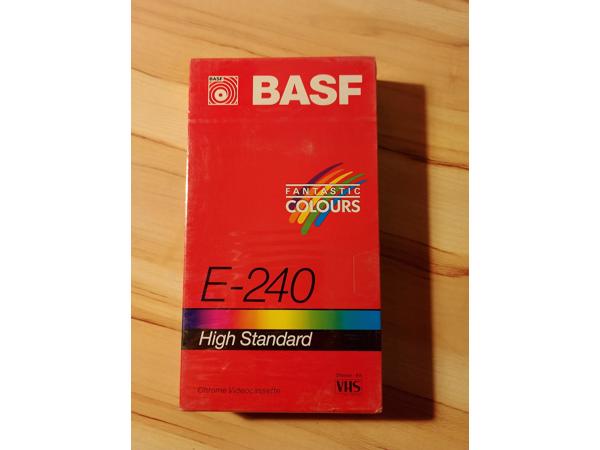 BASF
BASF
FANTASTIC
COLOURS
E-240
High Standard
Chrome Videocassette
VHS